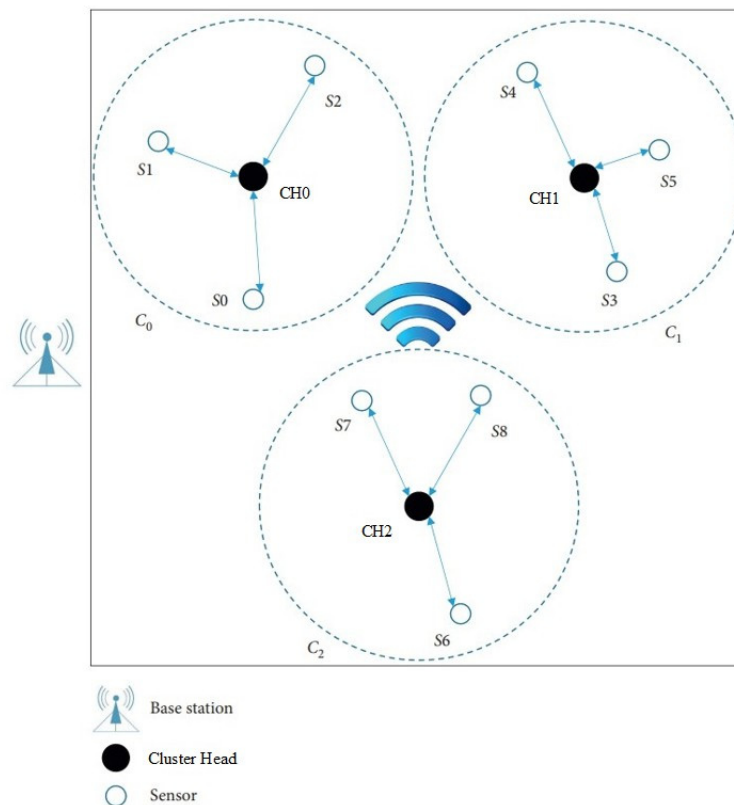 S2
S1
CH0
S0
C0
S4
S5
CH1
S3
C1
S7
S8
CH2
S6
C2
Base station
Cluster Head
Sensor